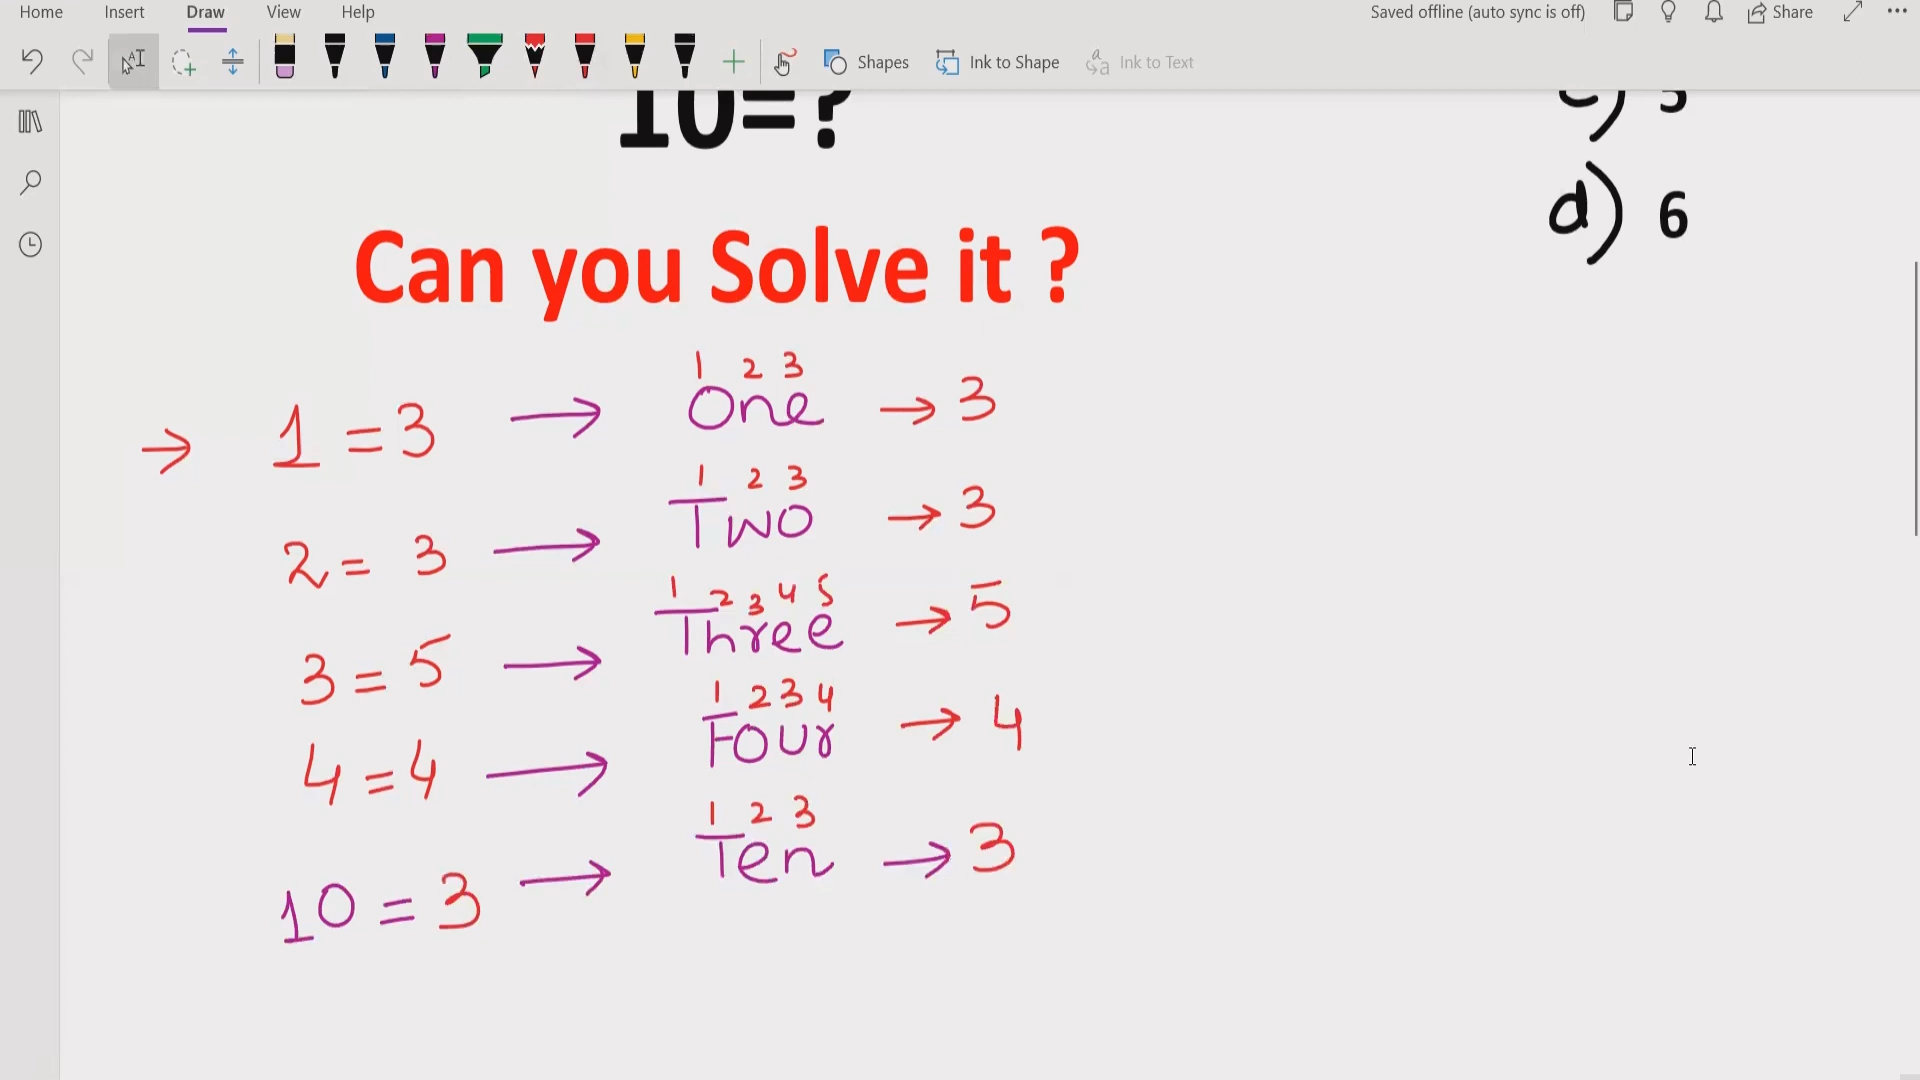 Home Insert Draw View Help Saved offline (auto sync is off) Share
Shapes Ink to Shape Ink to Text
10=?
c) 5
d) 6
Can you Solve it ?
1 2 3
→ 1 = 3 → One → 3
1 2 3
2 = 3 → Two → 3
1 2 3 4 5
3 = 5 → Three → 5
1 2 3 4
4 = 4 → Four → 4
1 2 3
10 = 3 → Ten → 3